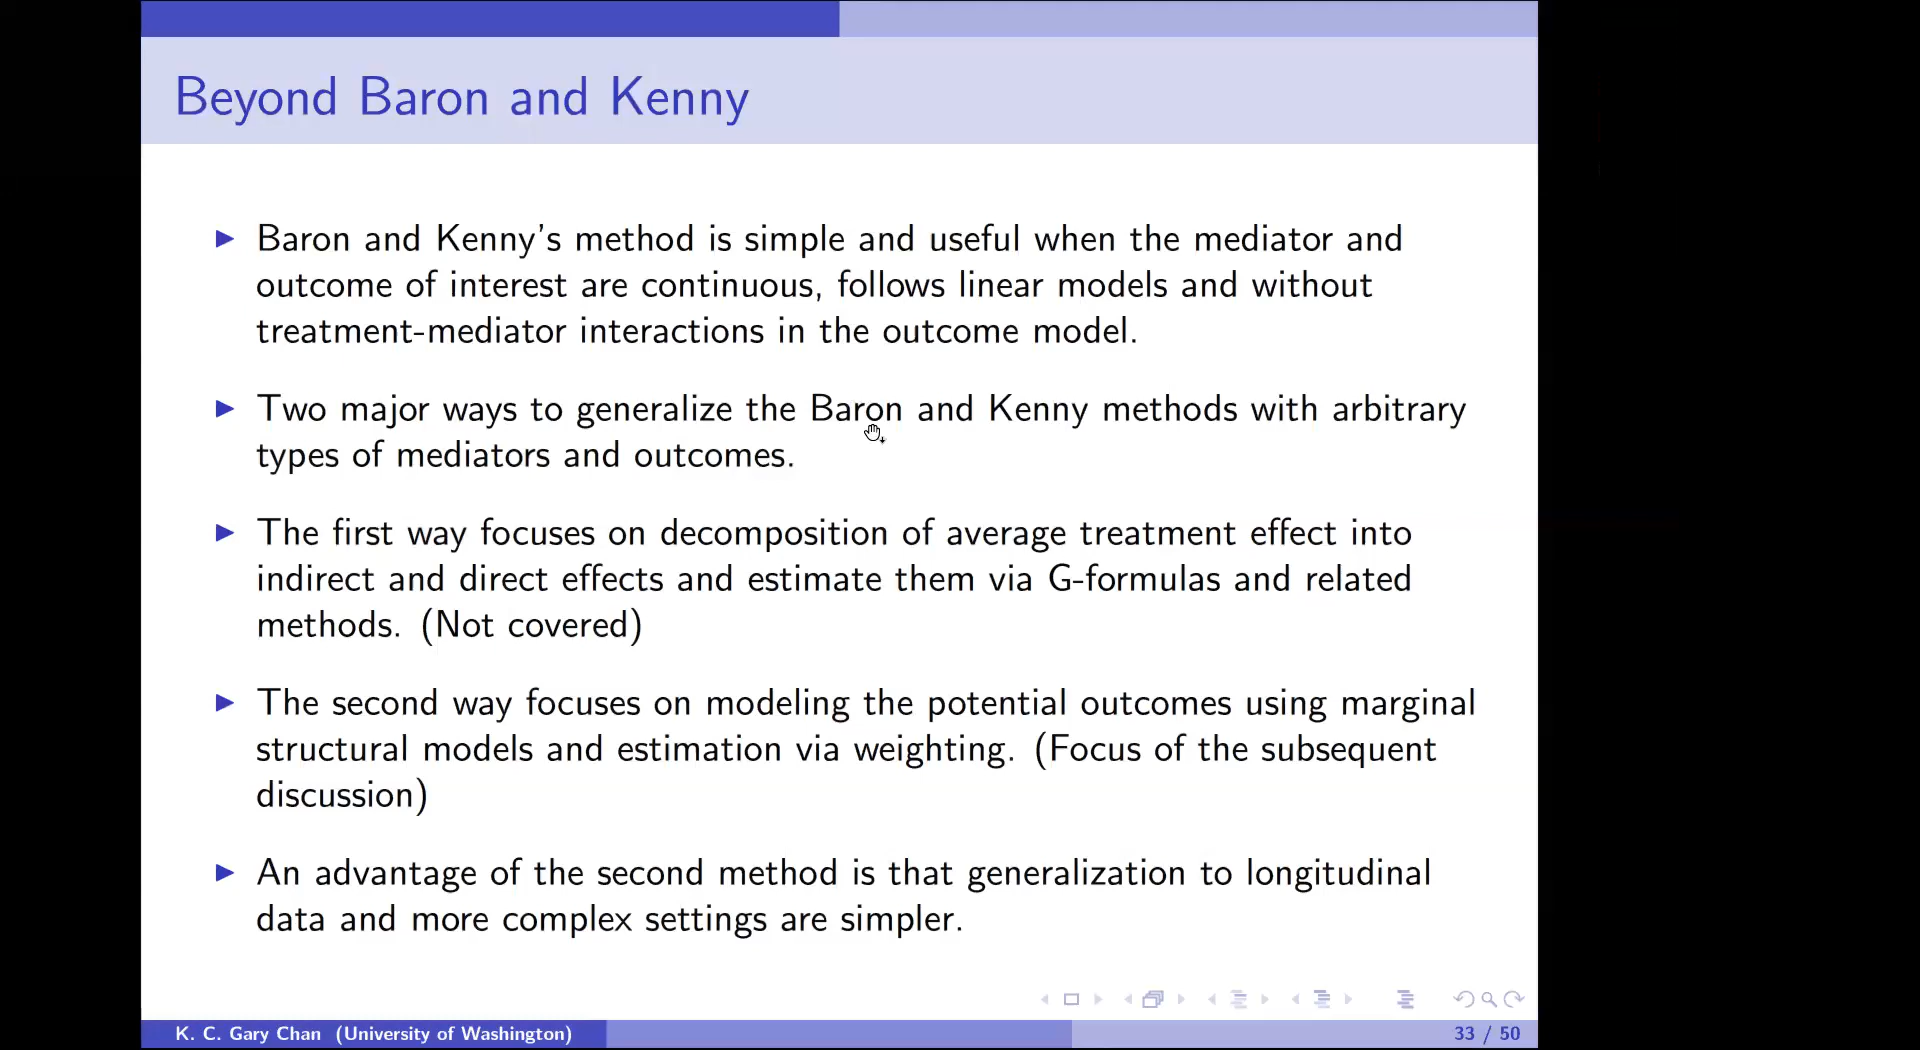 Beyond Baron and Kenny
Baron and Kenny's method is simple and useful when the mediator and
outcome of interest are continuous, follows linear models and without
treatment-mediator interactions in the outcome model.
Two major ways to generalize the Baron and Kenny methods with arbitrary
types of mediators and outcomes.
The first way focuses on decomposition of average treatment effect into
indirect and direct effects and estimate them via G-formulas and related
methods. (Not covered)
The second way focuses on modeling the potential outcomes using marginal
structural models and estimation via weighting. (Focus of the subsequent
discussion)
An advantage of the second method is that generalization to longitudinal
data and more complex settings are simpler.
K. C. Gary Chan (University of Washington)
33 / 50